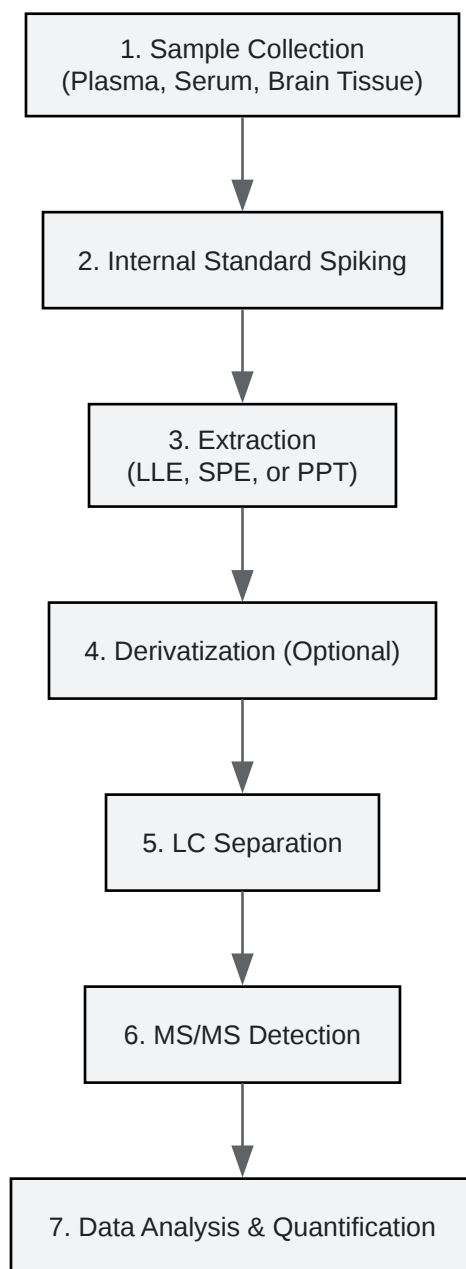 1. Sample Collection
(Plasma, Serum, Brain Tissue)
2. Internal Standard Spiking
3. Extraction
(LLE, SPE, or PPT)
4. Derivatization (Optional)
5. LC Separation
6. MS/MS Detection
7. Data Analysis & Quantification